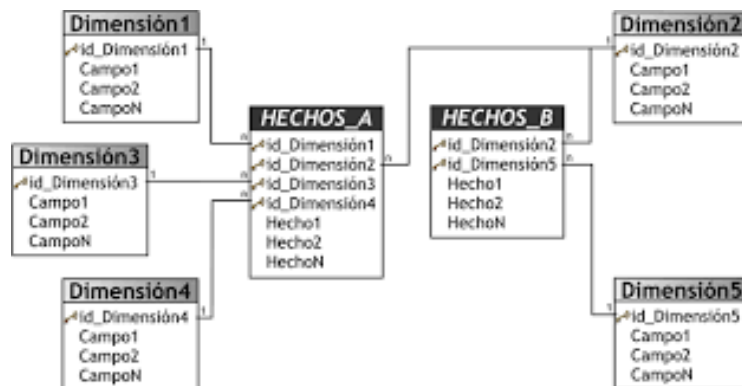 Dimensión1
id_Dimensión1
Campo1
Campo2
CampoN
Dimensión3
id_Dimensión3
Campo1
Campo2
CampoN
Dimensión4
id_Dimensión4
Campo1
Campo2
CampoN
HECHOS_A
id_Dimensión1
id_Dimensión2
id_Dimensión3
id_Dimensión4
Hecho1
Hecho2
HechoN
HECHOS_B
id_Dimensión2
id_Dimensión5
Hecho1
Hecho2
HechoN
Dimensión2
id_Dimensión2
Campo1
Campo2
CampoN
Dimensión5
id_Dimensión5
Campo1
Campo2
CampoN
1
n
n
1
n
n
n
1
n
1
1